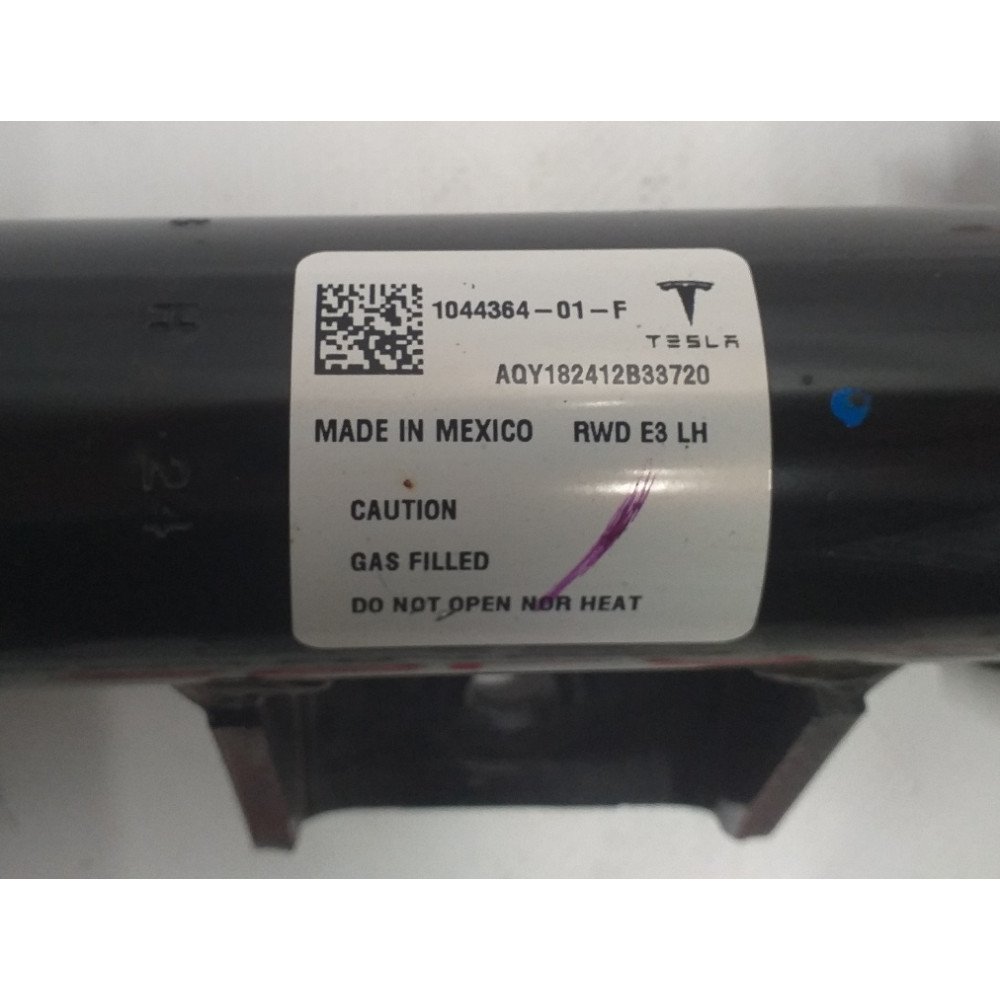 1044364-01-F
TESLA
AQY182412B33720
MADE IN MEXICO RWD E3 LH
CAUTION
GAS FILLED
DO NOT OPEN NOR HEAT